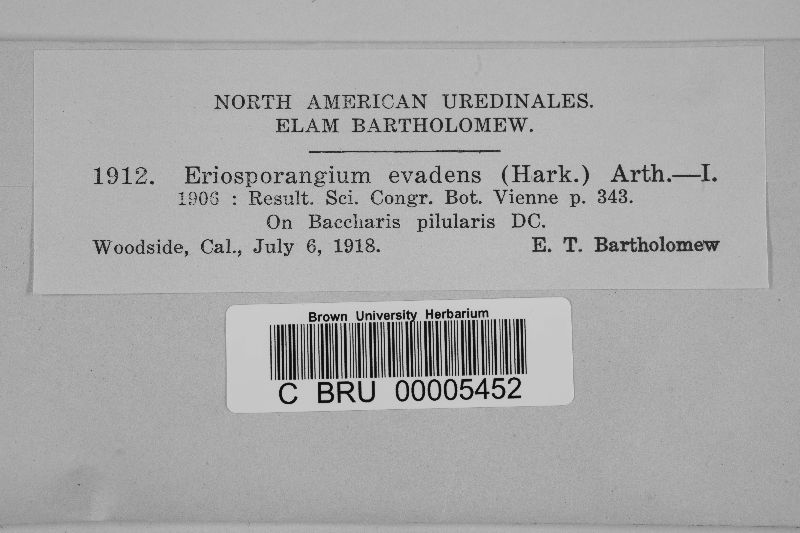 NORTH AMERICAN UREDINALES.
ELAM BARTHOLOMEW.
1912. Eriosporangium evadens (Hark.) Arth.—I.
1906 : Result. Sci. Congr. Bot. Vienne p. 343.
On Baccharis pilularis DC.
Woodside, Cal., July 6, 1918. E. T. Bartholomew
Brown University Herbarium
C BRU 00005452